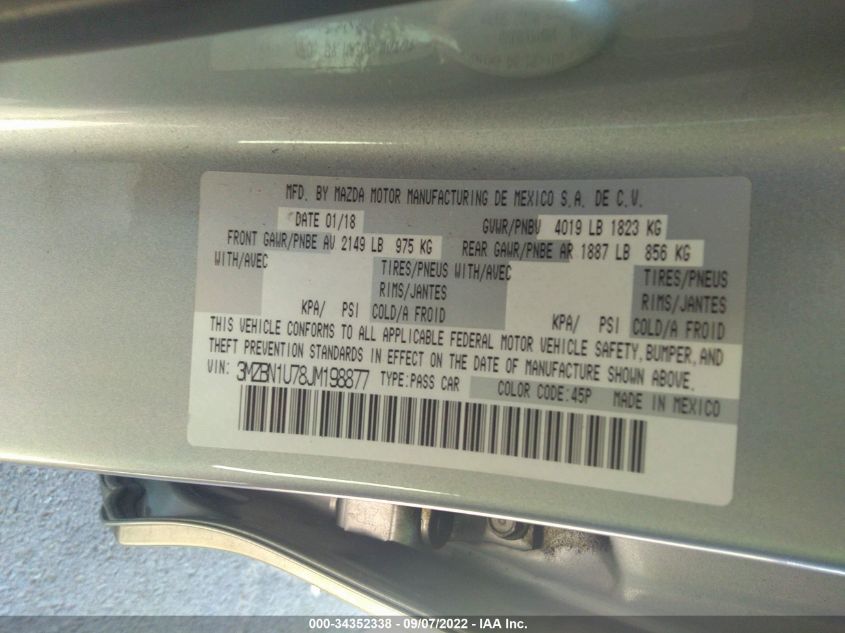 MFD. BY MAZDA MOTOR MANUFACTURING DE MEXICO S.A. DE C.V.
DATE 01/18 GVWR/PNBV 4019 LB 1823 KG
FRONT GAWR/PNBE AV 2149 LB 975 KG REAR GAWR/PNBE AR 1887 LB 856 KG
WITH/AVEC TIRES/PNEUS WITH/AVEC TIRES/PNEUS
RIMS/JANTES RIMS/JANTES
KPA/ PSI COLD/A FROID KPA/ PSI COLD/A FROID
THIS VEHICLE CONFORMS TO ALL APPLICABLE FEDERAL MOTOR VEHICLE SAFETY, BUMPER, AND
THEFT PREVENTION STANDARDS IN EFFECT ON THE DATE OF MANUFACTURE SHOWN ABOVE.
VIN: 3MZBN1U78JM198877 TYPE:PASS CAR COLOR CODE:45P MADE IN MEXICO
000-34352338 - 09/07/2022 - IAA Inc.